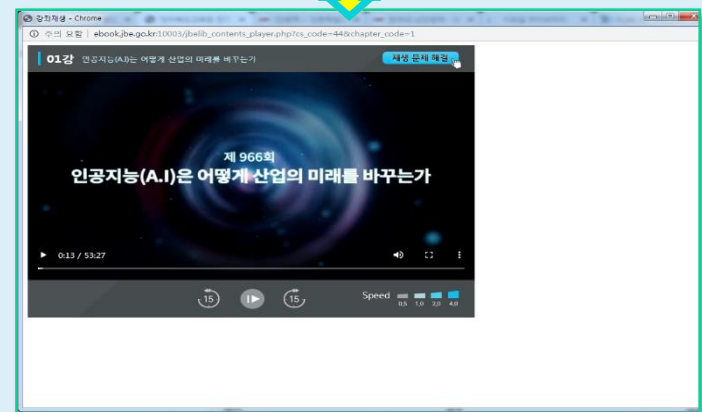 강의재생 - Chrome
주의 요함 | ebook.jbe.go.kr:10003/jbelib_contents_player.php?cs_code=44&chapter_code=1
01강 인공지능(A.I)는 어떻게 산업의 미래를 바꾸는가
재생 문제 해결
제 966회
인공지능(A.I)은 어떻게 산업의 미래를 바꾸는가
0:13 / 53:27
15 15 Speed
0,5 1,0 2,0 4,0